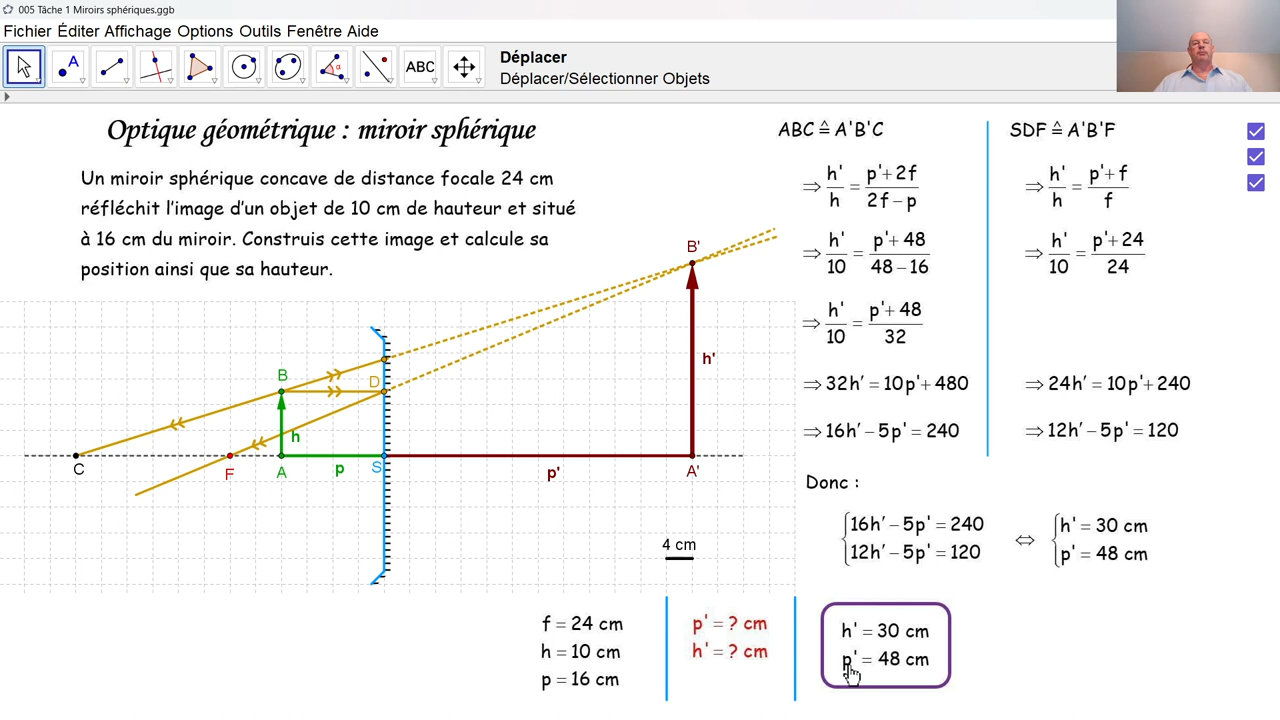 005 Tâche 1 Miroirs sphériques.ggb
Fichier Éditer Affichage Options Outils Fenêtre Aide
A
α
ABC
Déplacer
Déplacer/Sélectionner Objets
Optique géométrique : miroir sphérique
Un miroir sphérique concave de distance focale 24 cm
réfléchit l'image d'un objet de 10 cm de hauteur et situé
à 16 cm du miroir. Construis cette image et calcule sa
position ainsi que sa hauteur.
B'
h'
B
D
h
C
F
A
p
S
p'
A'
4 cm
ABC ≙ A'B'C
⇒ h'/h = (p'+ 2f)/(2f – p)
⇒ h'/10 = (p'+ 48)/(48 – 16)
⇒ h'/10 = (p'+ 48)/32
⇒ 32h' = 10p'+ 480
⇒ 16h' – 5p' = 240
SDF ≙ A'B'F
⇒ h'/h = (p'+ f)/f
⇒ h'/10 = (p'+ 24)/24
⇒ 24h' = 10p'+ 240
⇒ 12h' – 5p' = 120
Donc :
16h' – 5p' = 240
12h' – 5p' = 120
⇔
h' = 30 cm
p' = 48 cm
f = 24 cm
h = 10 cm
p = 16 cm
p' = ? cm
h' = ? cm
h' = 30 cm
p' = 48 cm